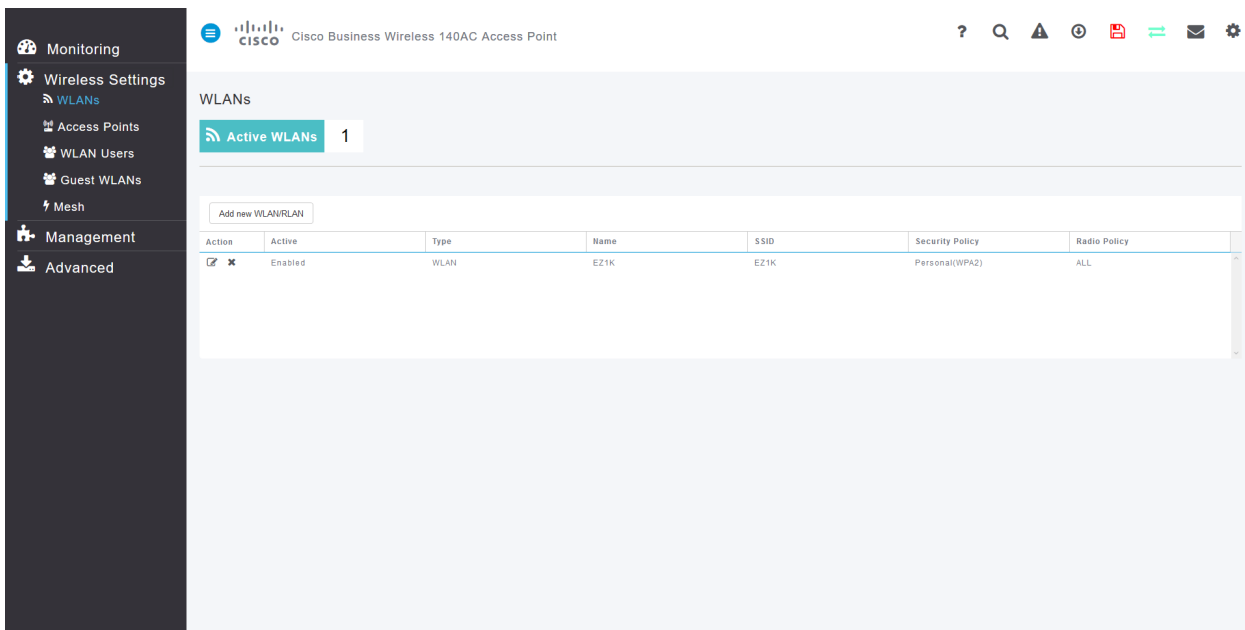 Monitoring
Wireless Settings
WLANs
Access Points
WLAN Users
Guest WLANs
Mesh
Management
Advanced
CISCO Cisco Business Wireless 140AC Access Point
?
WLANs
Active WLANs 1
Add new WLAN/RLAN
Action Active Type Name SSID Security Policy Radio Policy
Enabled WLAN EZ1K EZ1K Personal(WPA2) ALL